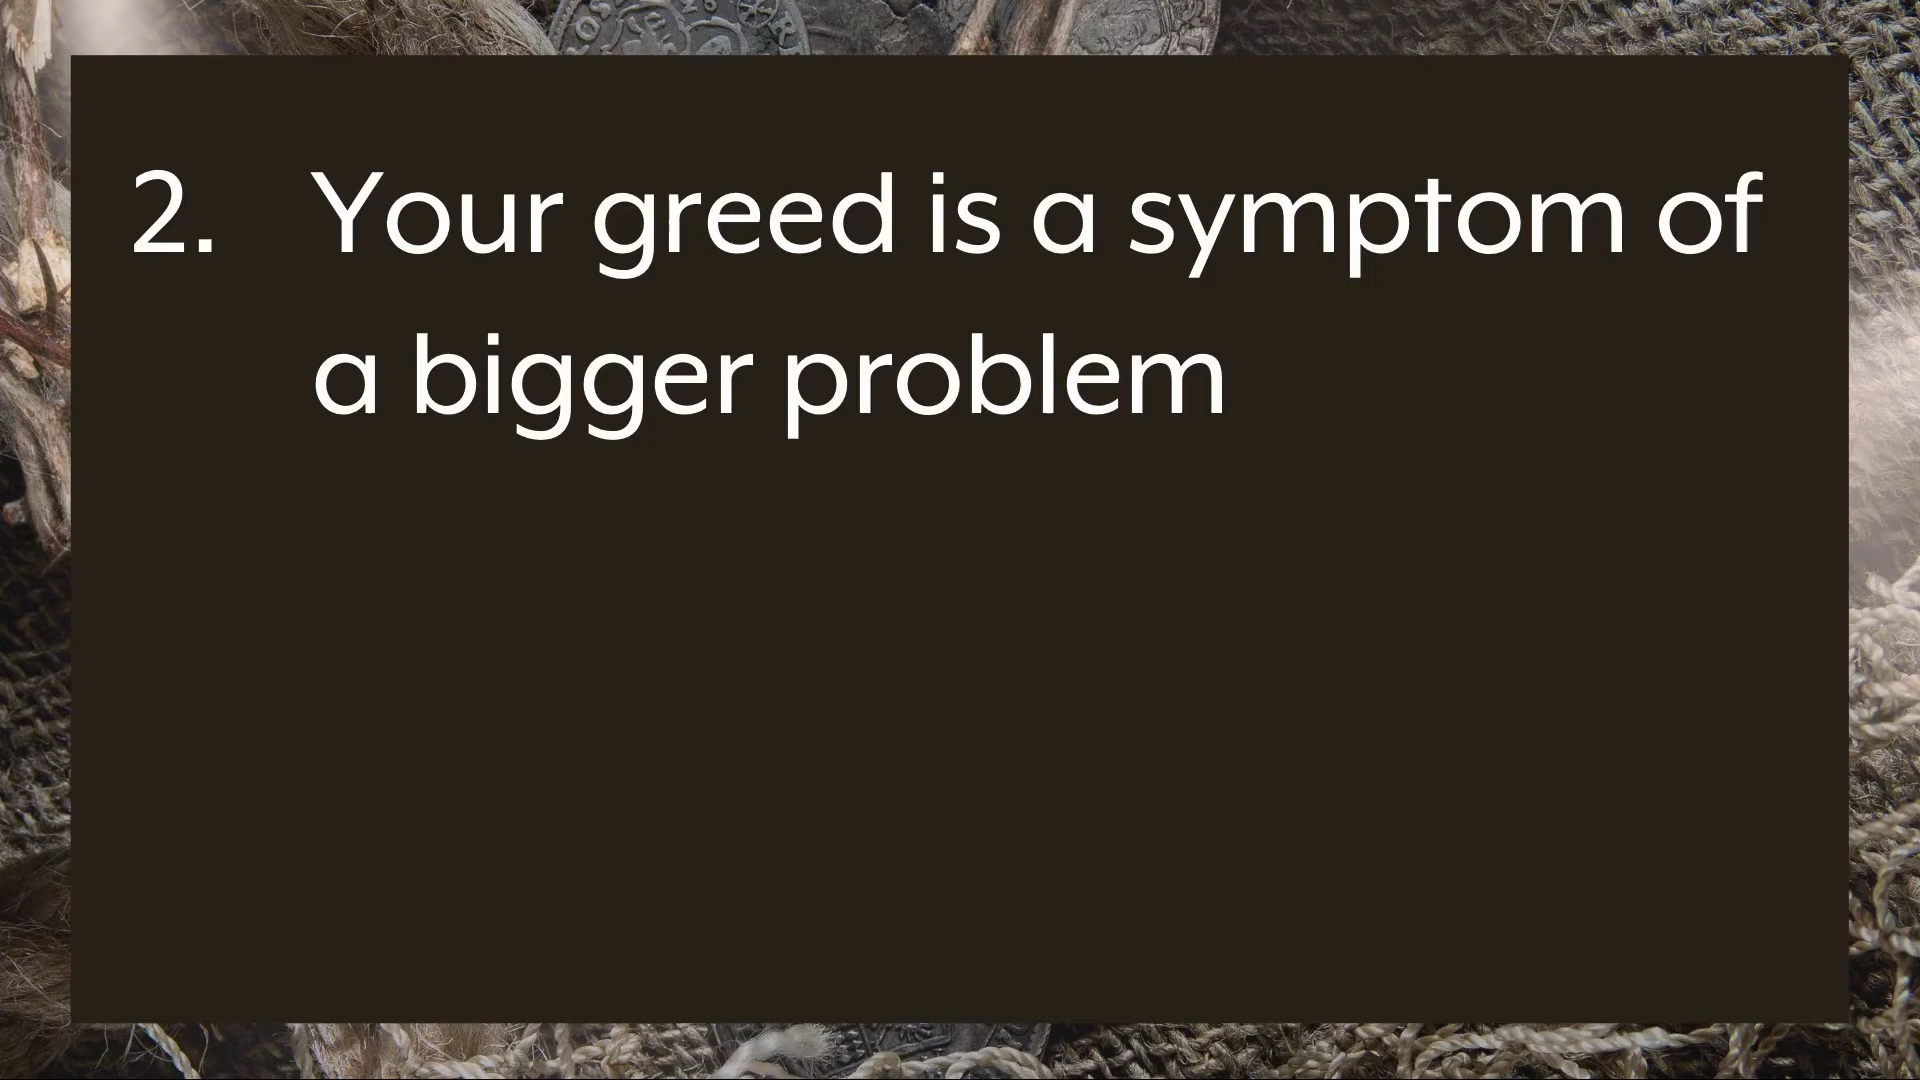 2. Your greed is a symptom of
a bigger problem